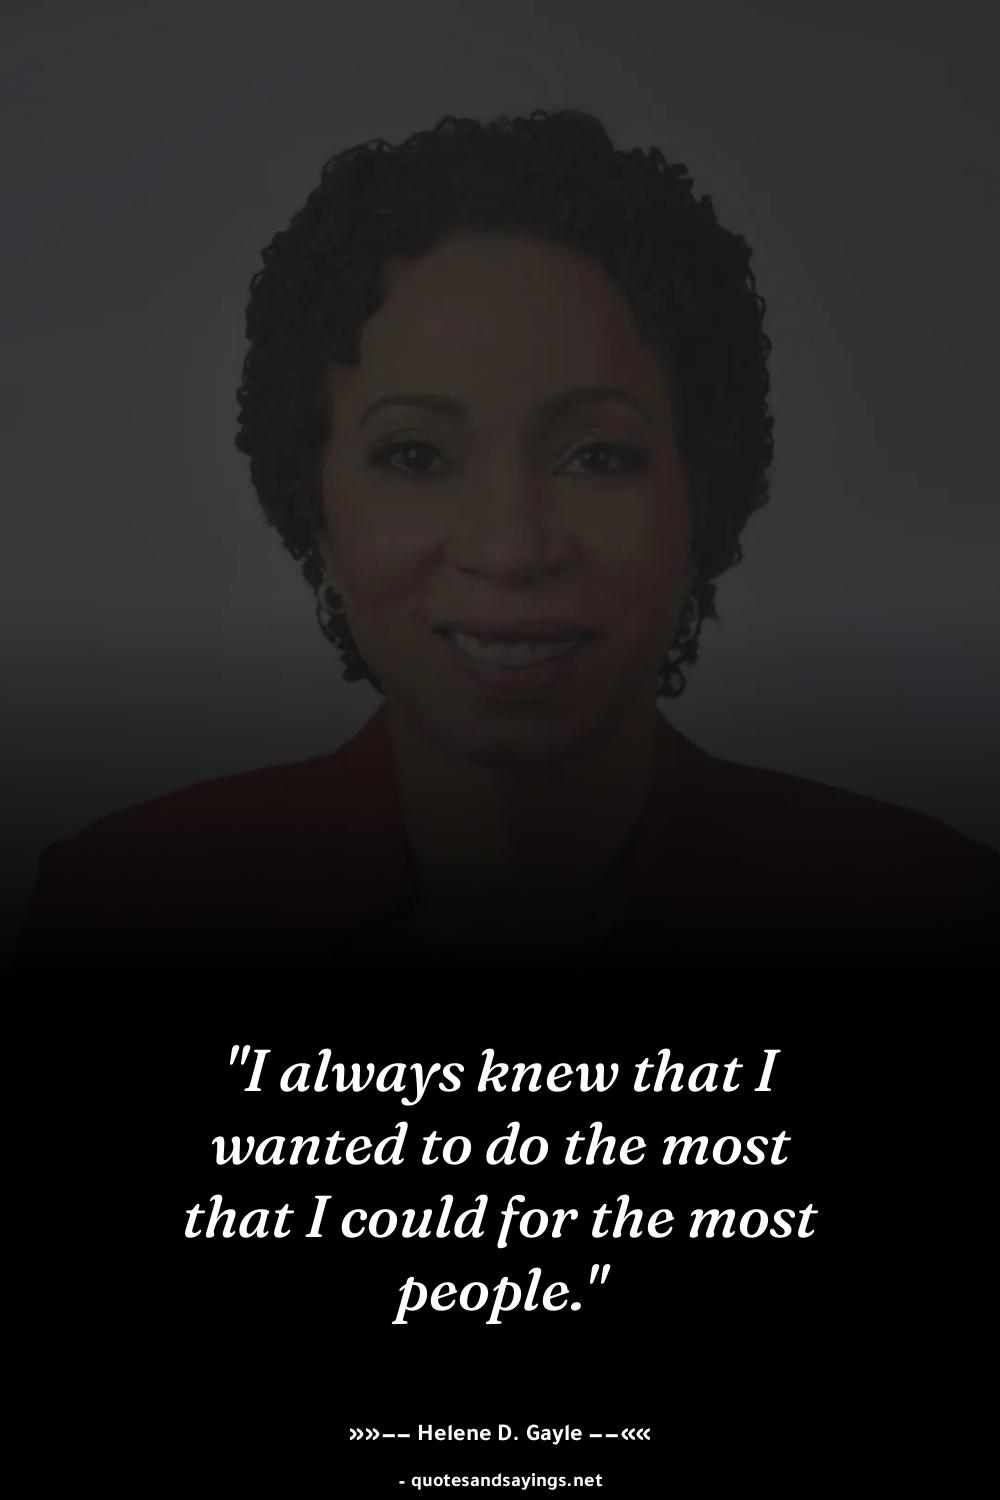 "I always knew that I
wanted to do the most
that I could for the most
people."
»»−− Helene D. Gayle −−««
- quotesandsayings.net